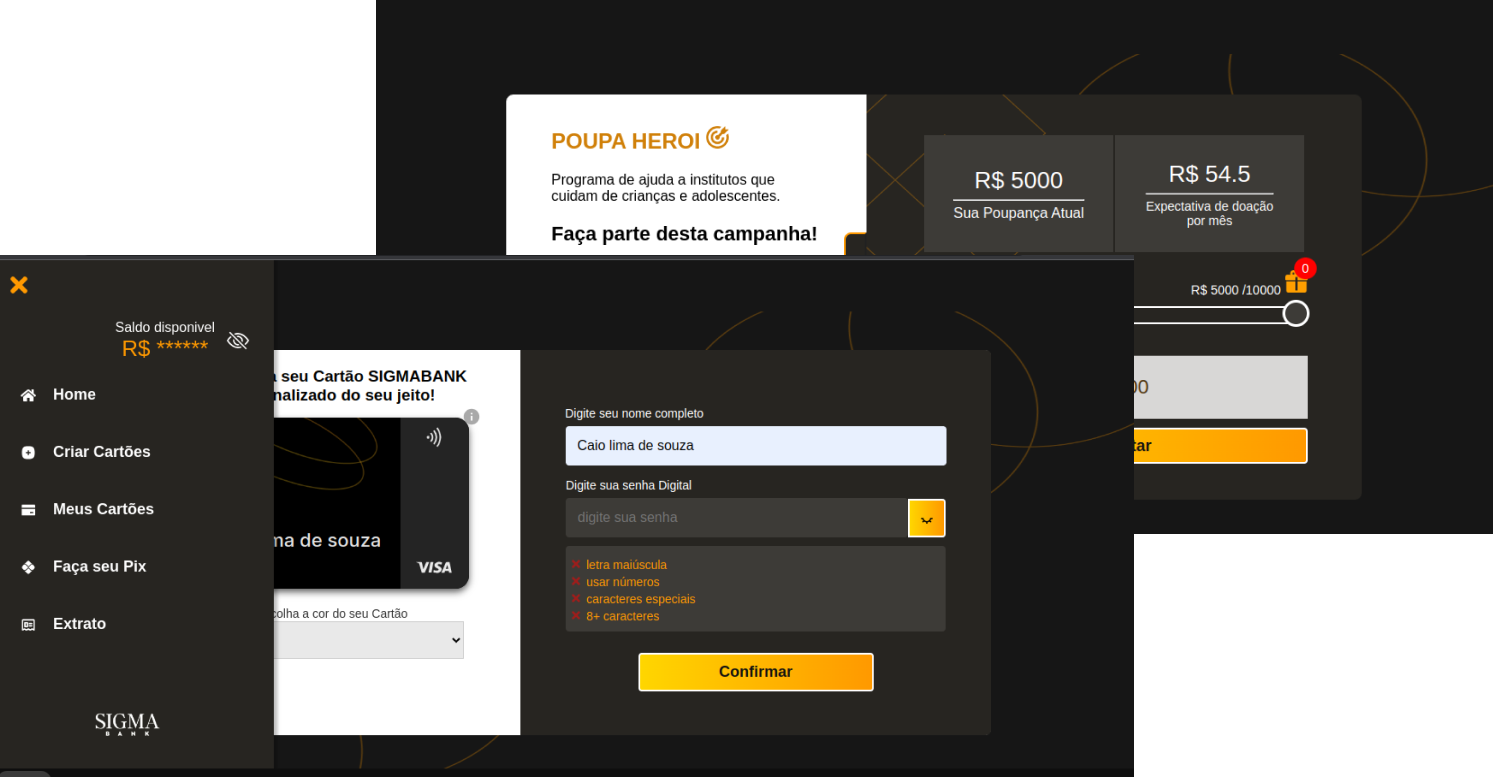 POUPA HEROI
Programa de ajuda a institutos que
cuidam de crianças e adolescentes.
Faça parte desta campanha!
R$ 5000
Sua Poupança Atual
R$ 54.5
Expectativa de doação
por mês
0
R$ 5000 /10000
00
tar
Saldo disponivel
R$ ******
Home
Criar Cartões
Meus Cartões
Faça seu Pix
Extrato
SIGMA
BANK
seu Cartão SIGMABANK
nalizado do seu jeito!
ma de souza
VISA
colha a cor do seu Cartão
Digite seu nome completo
Caio lima de souza
Digite sua senha Digital
digite sua senha
letra maiúscula
usar números
caracteres especiais
8+ caracteres
Confirmar